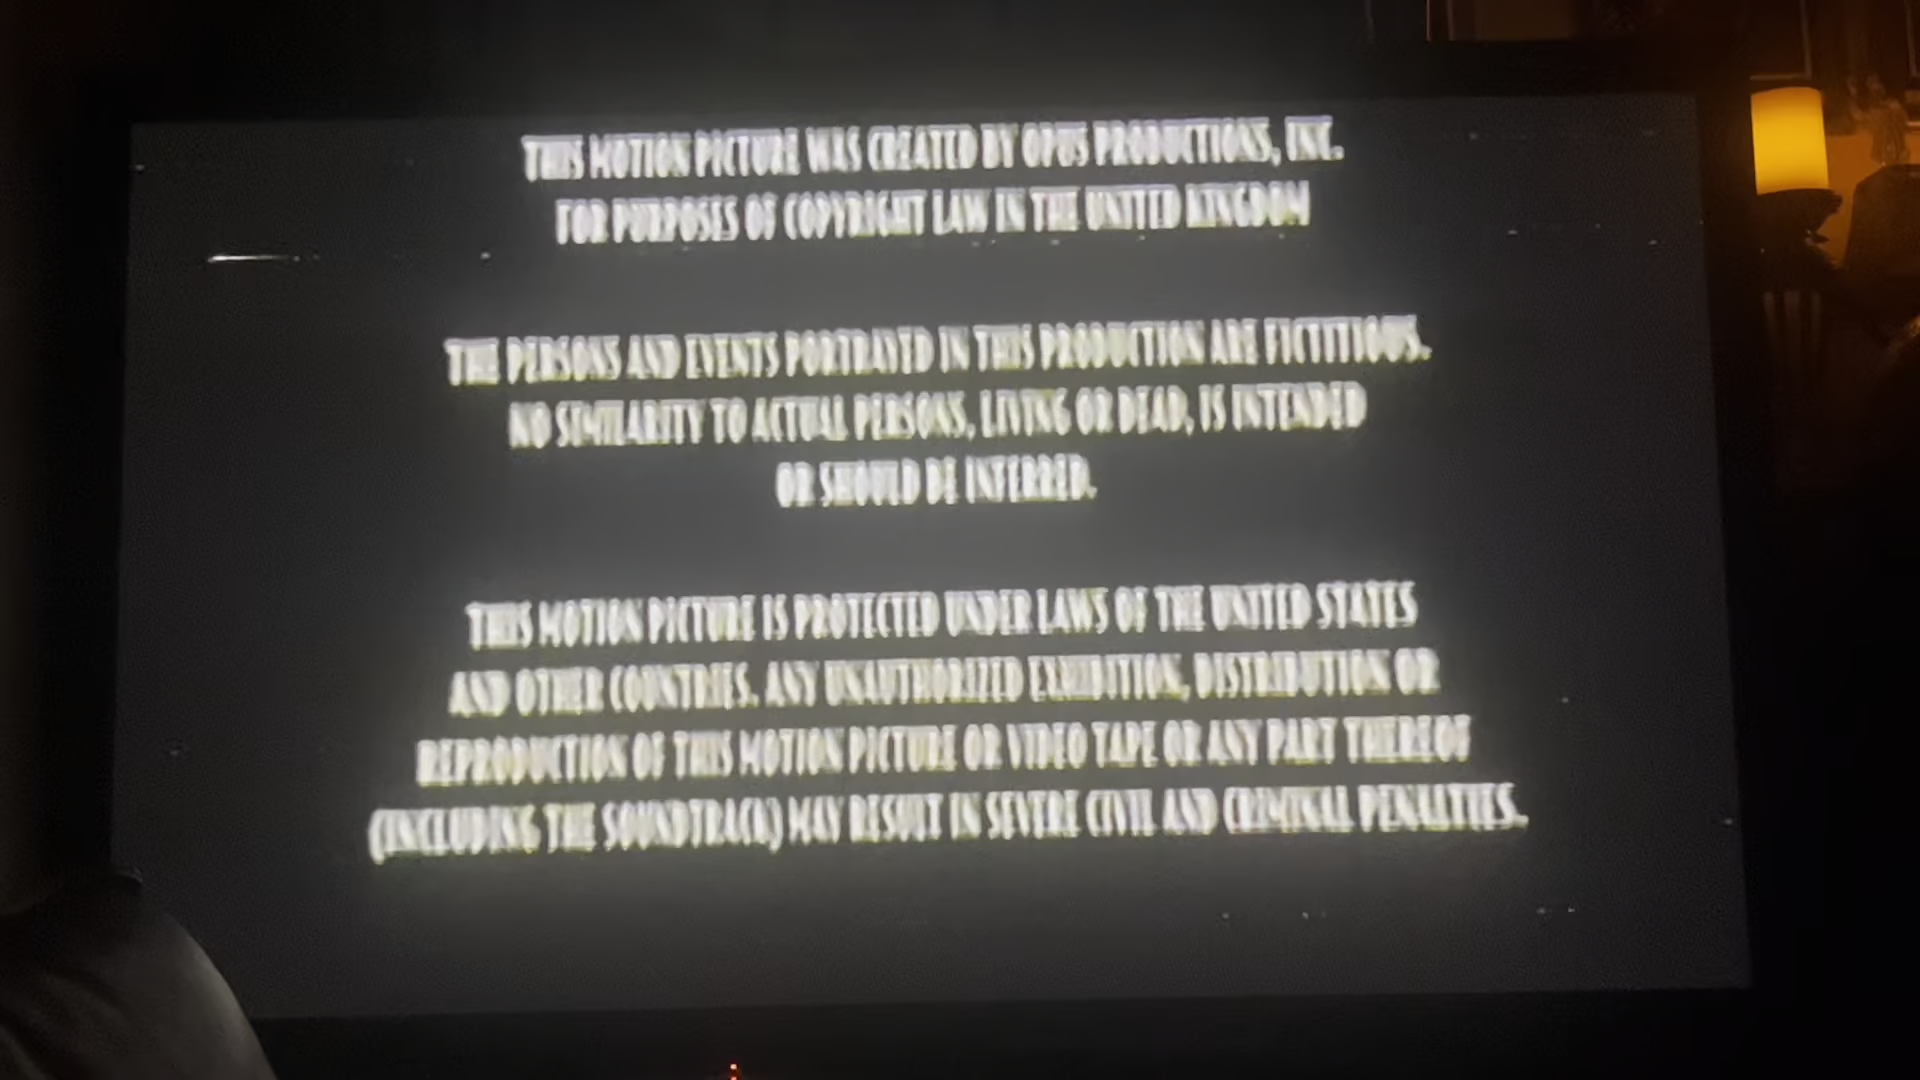 THIS MOTION PICTURE WAS CREATED BY OPUS PRODUCTIONS, INC.
FOR PURPOSES OF COPYRIGHT LAW IN THE UNITED KINGDOM
THE PERSONS AND EVENTS PORTRAYED IN THIS PRODUCTION ARE FICTITIOUS.
NO SIMILARITY TO ACTUAL PERSONS, LIVING OR DEAD, IS INTENDED
OR SHOULD BE INFERRED.
THIS MOTION PICTURE IS PROTECTED UNDER LAWS OF THE UNITED STATES
AND OTHER COUNTRIES. ANY UNAUTHORIZED EXHIBITION, DISTRIBUTION OR
REPRODUCTION OF THIS MOTION PICTURE OR VIDEO TAPE OR ANY PART THEREOF
(INCLUDING THE SOUNDTRACK) MAY RESULT IN SEVERE CIVIL AND CRIMINAL PENALTIES.